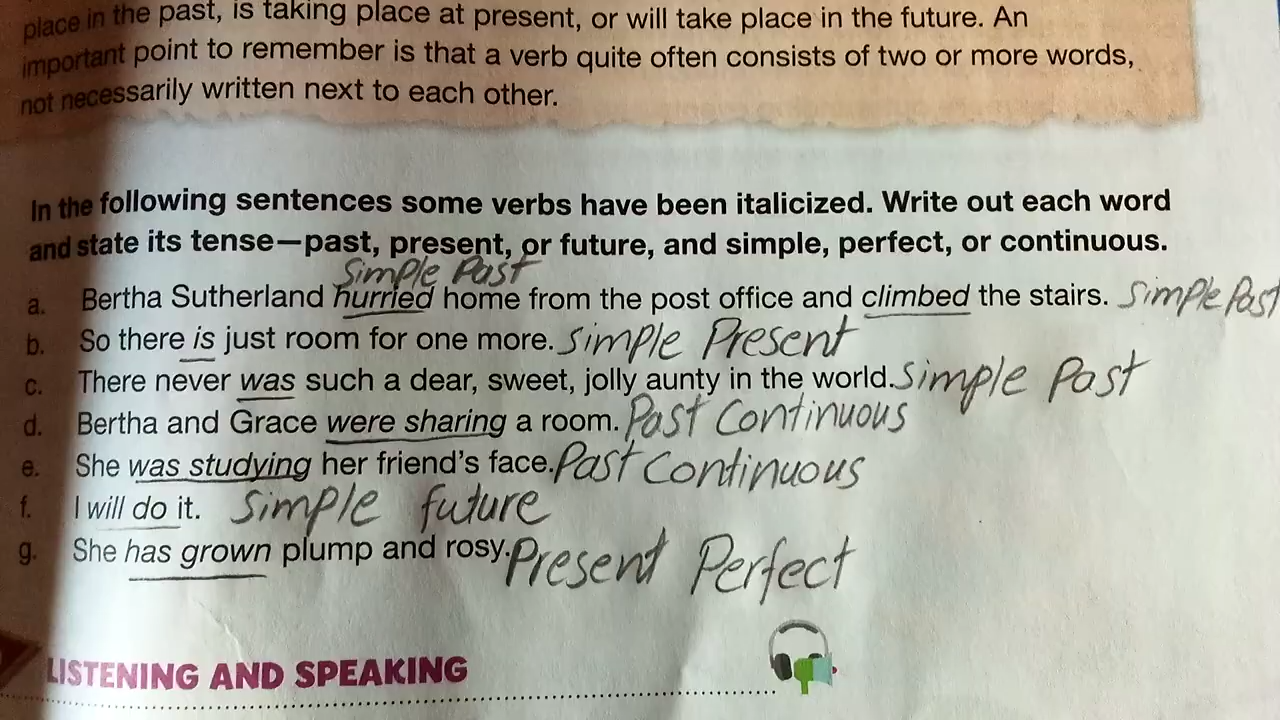 place in the past, is taking place at present, or will take place in the future. An
important point to remember is that a verb quite often consists of two or more words,
not necessarily written next to each other.
In the following sentences some verbs have been italicized. Write out each word
and state its tense—past, present, or future, and simple, perfect, or continuous.
Simple Past
a. Bertha Sutherland hurried home from the post office and climbed the stairs. Simple Past
b. So there is just room for one more. Simple Present
c. There never was such a dear, sweet, jolly aunty in the world. Simple Past
d. Bertha and Grace were sharing a room. Past Continuous
e. She was studying her friend's face. Past Continuous
f. I will do it. Simple future
g. She has grown plump and rosy. Present Perfect
LISTENING AND SPEAKING